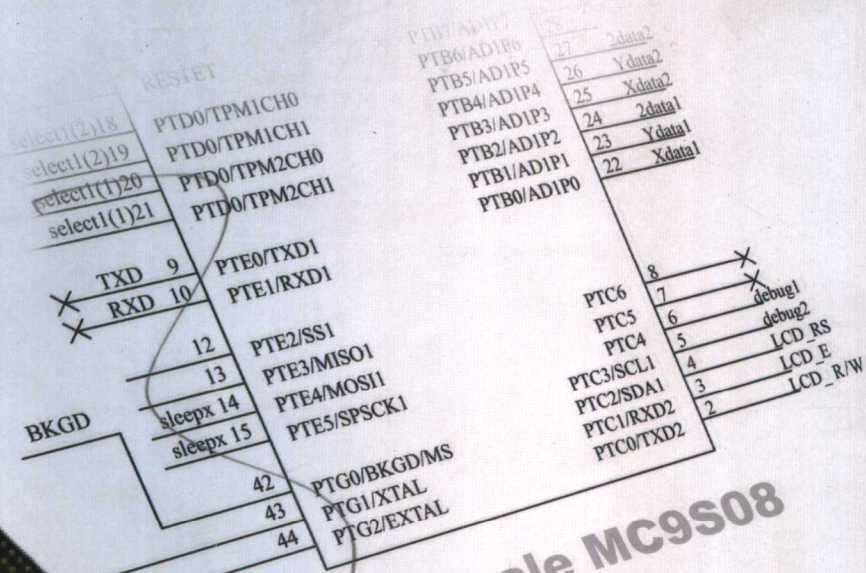 RESTET
select1(2)18 PTD0/TPM1CH0
select1(2)19 PTD0/TPM1CH1
select1(1)20 PTD0/TPM2CH0
select1(1)21 PTD0/TPM2CH1
TXD 9 PTE0/TXD1
RXD 10 PTE1/RXD1
12 PTE2/SS1
13 PTE3/MISO1
sleepx 14 PTE4/MOSI1
sleepx 15 PTE5/SPSCK1
BKGD
42 PTG0/BKGD/MS
43 PTG1/XTAL
44 PTG2/EXTAL
PTB7/AD1P7 28
PTB6/AD1P6 27 2data2
PTB5/AD1P5 26 Ydata2
PTB4/AD1P4 25 Xdata2
PTB3/AD1P3 24 2data1
PTB2/AD1P2 23 Ydata1
PTB1/AD1P1 22 Xdata1
PTB0/AD1P0
8
PTC6 7
PTC5 6 debug1
PTC4 5 debug2
PTC3/SCL1 4 LCD_RS
PTC2/SDA1 3 LCD_E
PTC1/RXD2 2 LCD_R/W
PTC0/TXD2
MC9S08